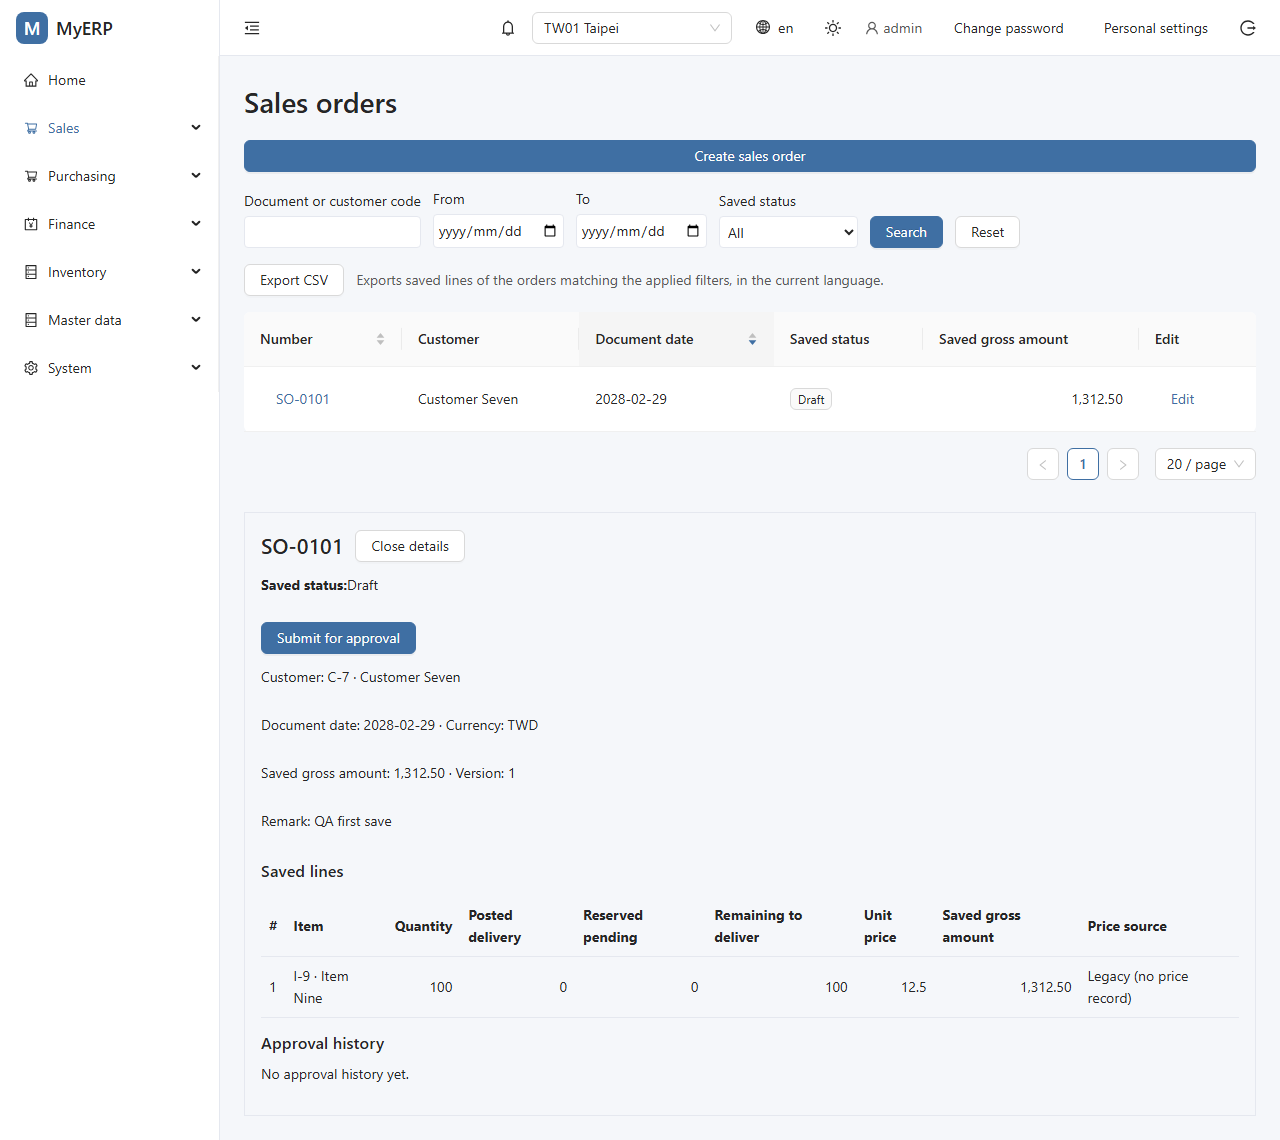 M MyERP
TW01 Taipei
en
admin
Change password
Personal settings
Home
Sales
Purchasing
Finance
Inventory
Master data
System
Sales orders
Create sales order
Document or customer code
From
To
Saved status
yyyy/mm/dd
yyyy/mm/dd
All
Search
Reset
Export CSV
Exports saved lines of the orders matching the applied filters, in the current language.
Number Customer Document date Saved status Saved gross amount Edit
SO-0101 Customer Seven 2028-02-29 Draft 1,312.50 Edit
< 1 > 20 / page
SO-0101 Close details
Saved status:Draft
Submit for approval
Customer: C-7 · Customer Seven
Document date: 2028-02-29 · Currency: TWD
Saved gross amount: 1,312.50 · Version: 1
Remark: QA first save
Saved lines
# Item Quantity Posted delivery Reserved pending Remaining to deliver Unit price Saved gross amount Price source
1 I-9 · Item Nine 100 0 0 100 12.5 1,312.50 Legacy (no price record)
Approval history
No approval history yet.